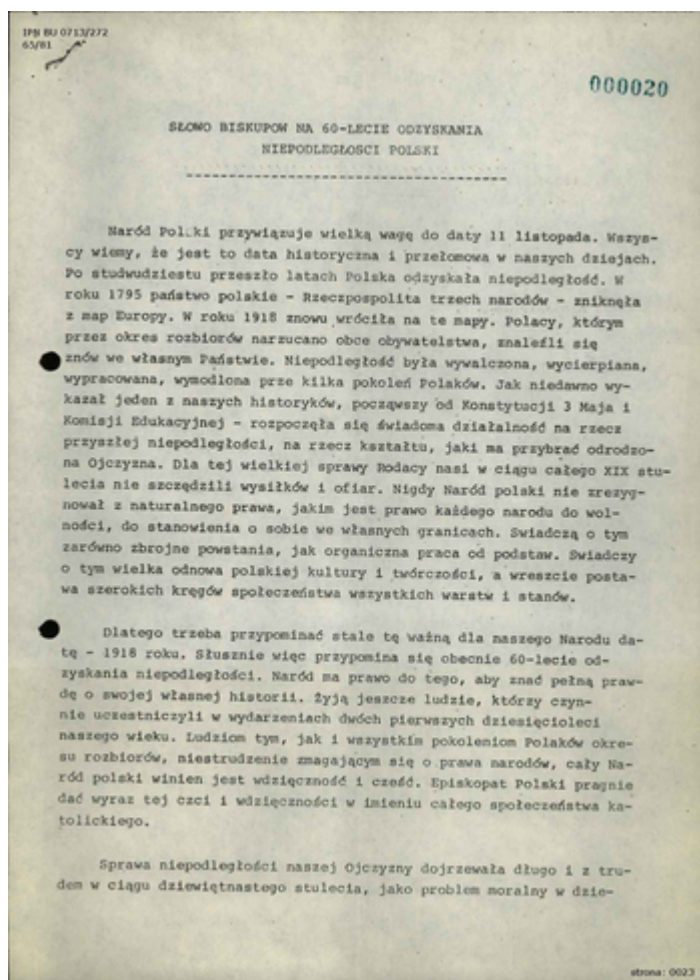 IPN BU 0713/272
65/81
000020
SŁOWO BISKUPOW NA 60-LECIE ODZYSKANIA
NIEPODLEGŁOSCI POLSKI
------------------------------------
Naród Polski przywiązuje wielką wagę do daty 11 listopada. Wszys-
cy wiemy, że jest to data historyczna i przełomowa w naszych dziejach.
Po studwudziestu przeszło latach Polska odzyskała niepodległość. W
roku 1795 państwo polskie - Rzeczpospolita trzech narodów - zniknęła
z map Europy. W roku 1918 znowu wróciła na te mapy. Polacy, którym
przez okres rozbiorów narzucano obce obywatelstwa, znaleźli się
znów we własnym Państwie. Niepodległość była wywalczona, wycierpiana,
wypracowana, wymodlona prze kilka pokoleń Polaków. Jak niedawno wy-
kazał jeden z naszych historyków, począwszy od Konstytucji 3 Maja i
Komisji Edukacyjnej - rozpoczęła się świadoma działalność na rzecz
przyszłej niepodległości, na rzecz kształtu, jaki ma przybrać odrodzo-
na Ojczyzna. Dla tej wielkiej sprawy Rodacy nasi w ciągu całego XIX stu-
lecia nie szczędzili wysiłków i ofiar. Nigdy Naród polski nie zrezyg-
nował z naturalnego prawa, jakim jest prawo każdego narodu do wol-
ności, do stanowienia o sobie we własnych granicach. Swiadczą o tym
zarówno zbrojne powstania, jak organiczna praca od podstaw. Swiadczy
o tym wielka odnowa polskiej kultury i twórczości, a wreszcie posta-
wa szerokich kręgów społeczeństwa wszystkich warstw i stanów.
Dlatego trzeba przypominać stale tę ważną dla naszego Narodu da-
tę - 1918 roku. Słusznie więc przypomina się obecnie 60-lecie od-
zyskania niepodległości. Naród ma prawo do tego, aby znać pełną praw-
dę o swojej własnej historii. Żyją jeszcze ludzie, którzy czyn-
nie uczestniczyli w wydarzeniach dwóch pierwszych dziesięcioleci
naszego wieku. Ludziom tym, jak i wszystkim pokoleniom Polaków okre-
su rozbiorów, niestrudzenie zmagającym się o prawa narodów, cały Na-
ród polski winien jest wdzięczność i cześć. Episkopat Polski pragnie
dać wyraz tej czci i wdzięczności w imieniu całego społeczeństwa ka-
tolickiego.
Sprawa niepodległości naszej Ojczyzny dojrzewała długo i z tru-
dem w ciągu dziewiętnastego stulecia, jako problem moralny w dzie-
strona: 0023